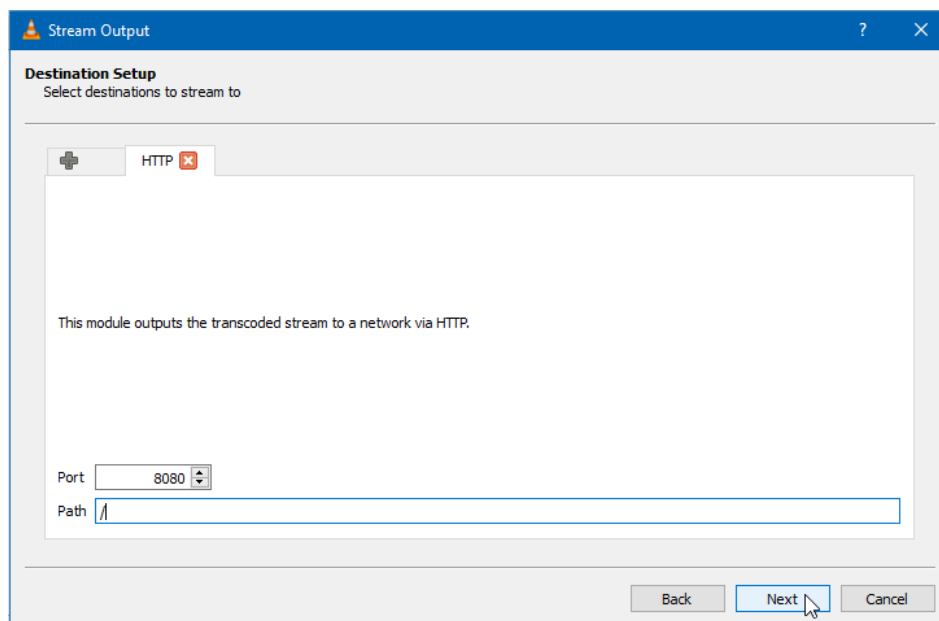 Stream Output
Destination Setup
Select destinations to stream to
HTTP
This module outputs the transcoded stream to a network via HTTP.
Port 8080
Path /
Back Next Cancel